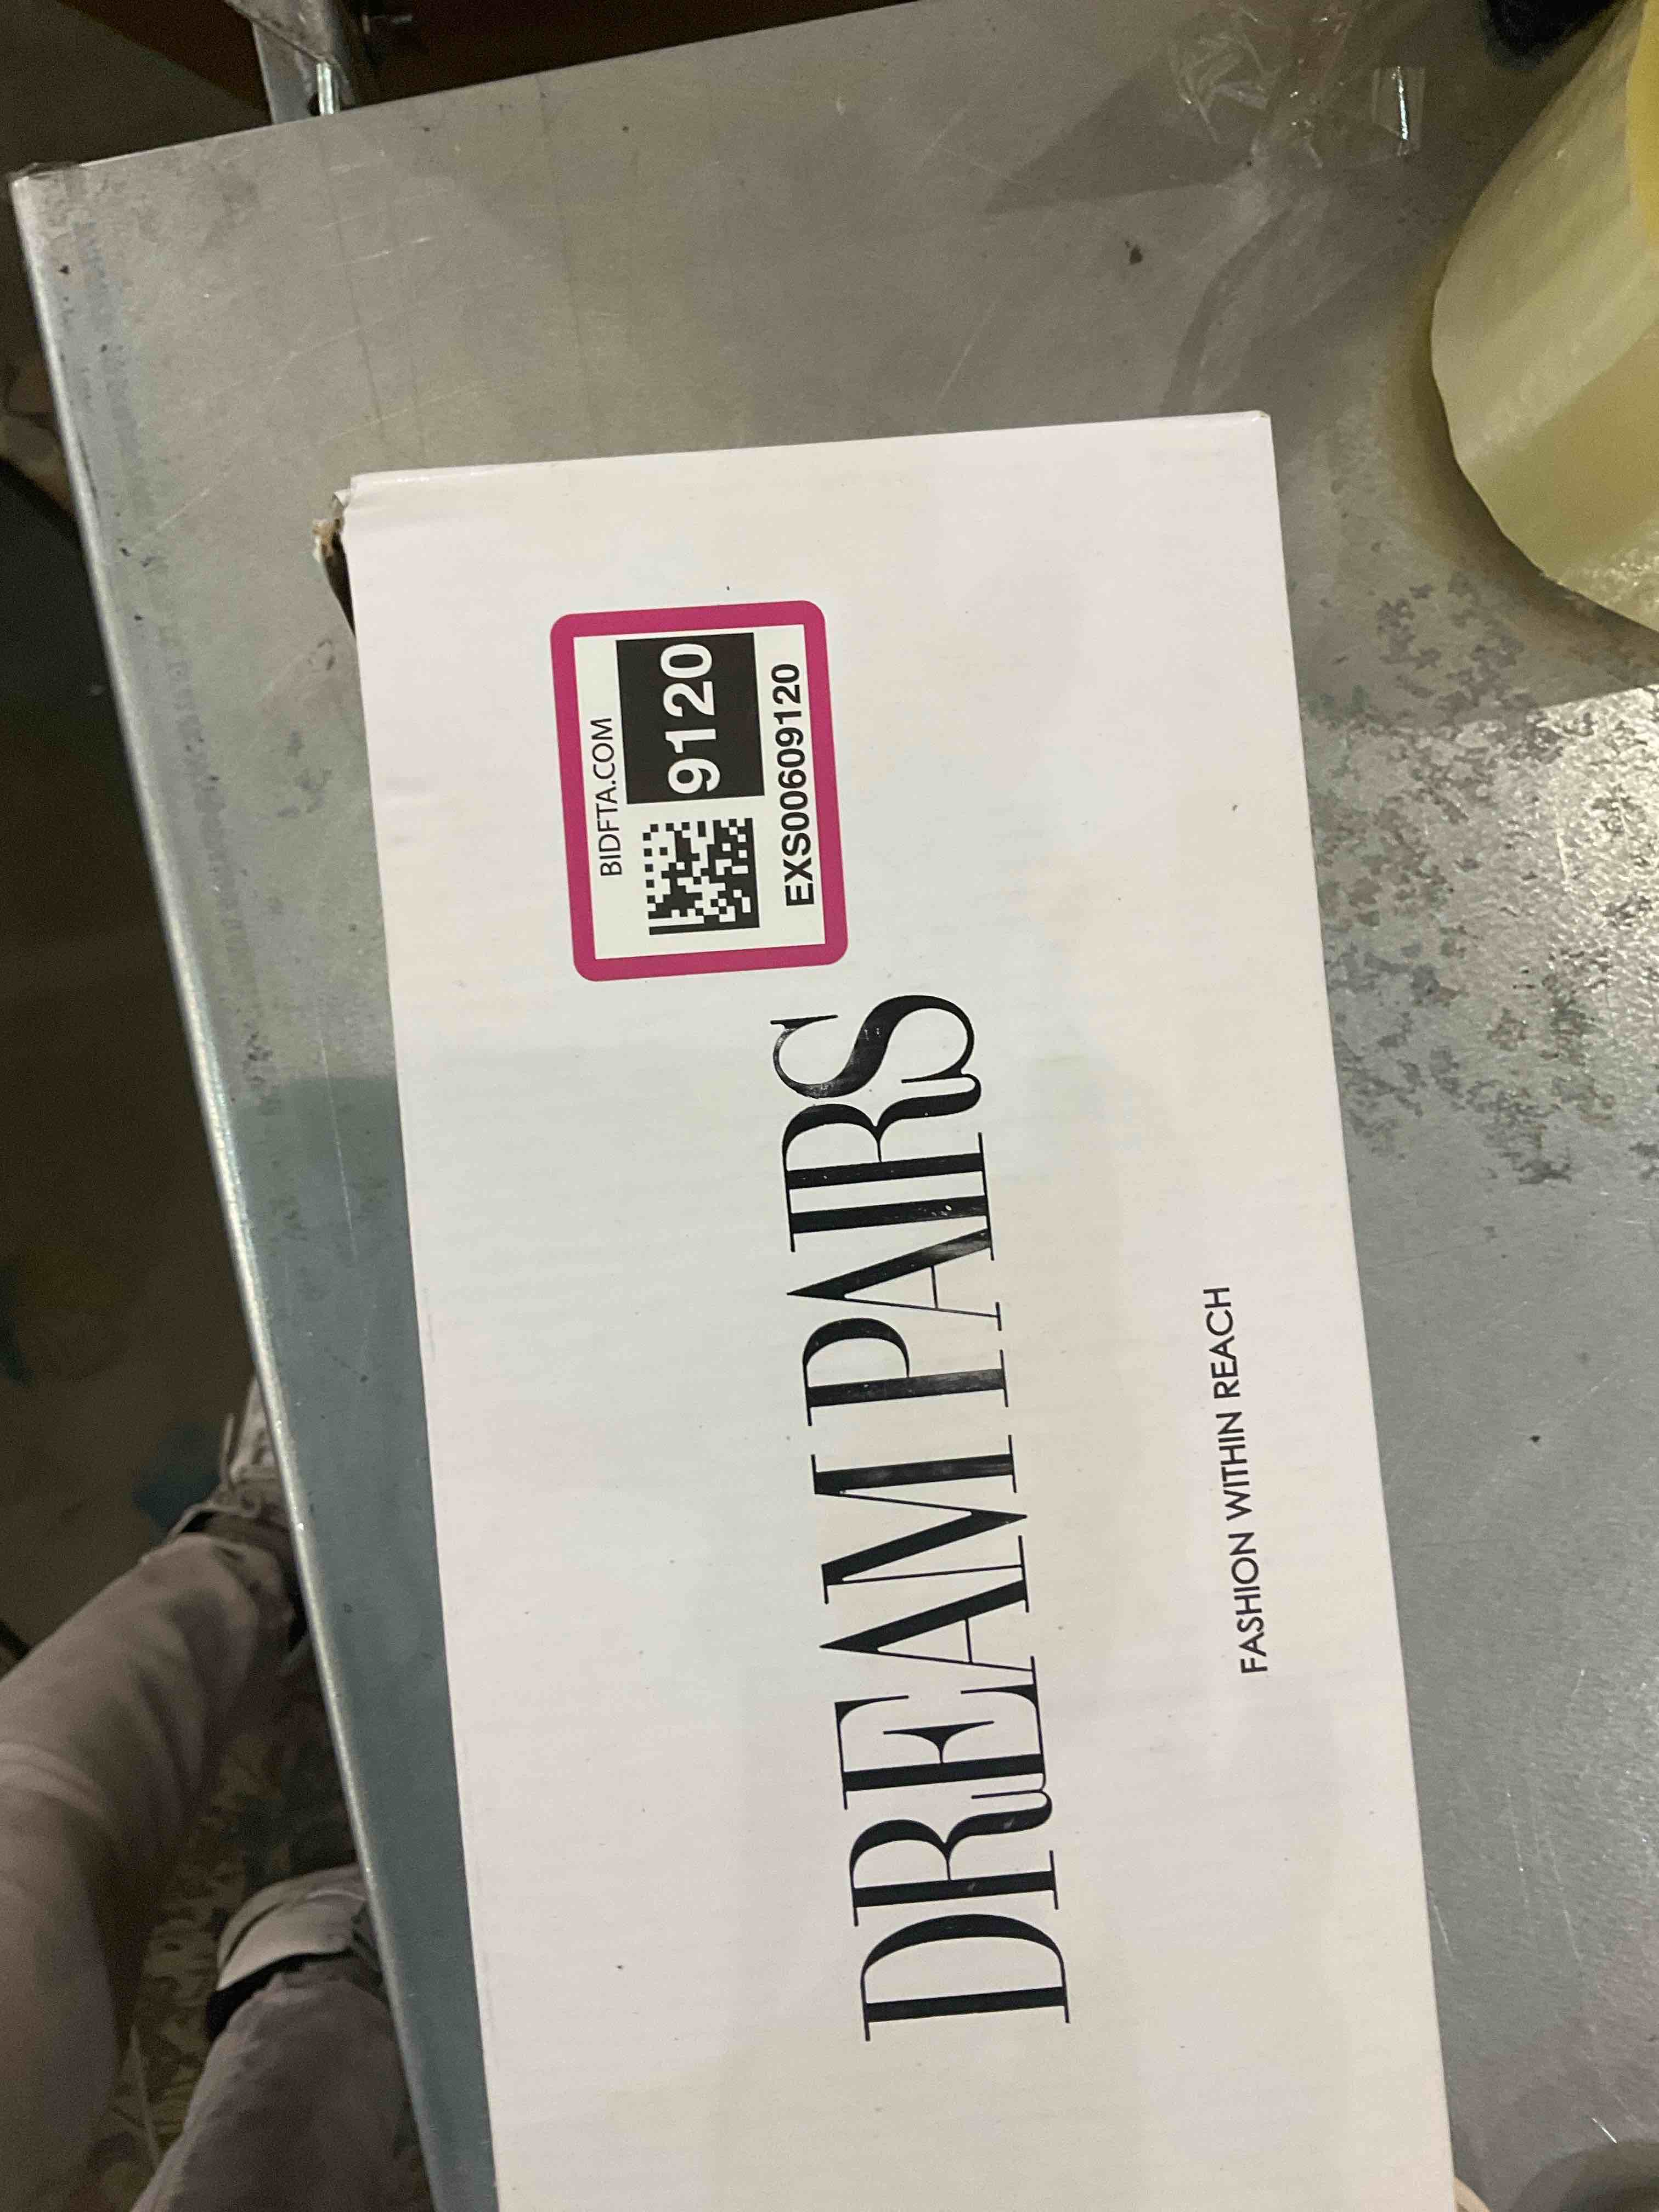 BIDFTA.COM
9120
EXS00609120
DREAM PAIRS
FASHION WITHIN REACH